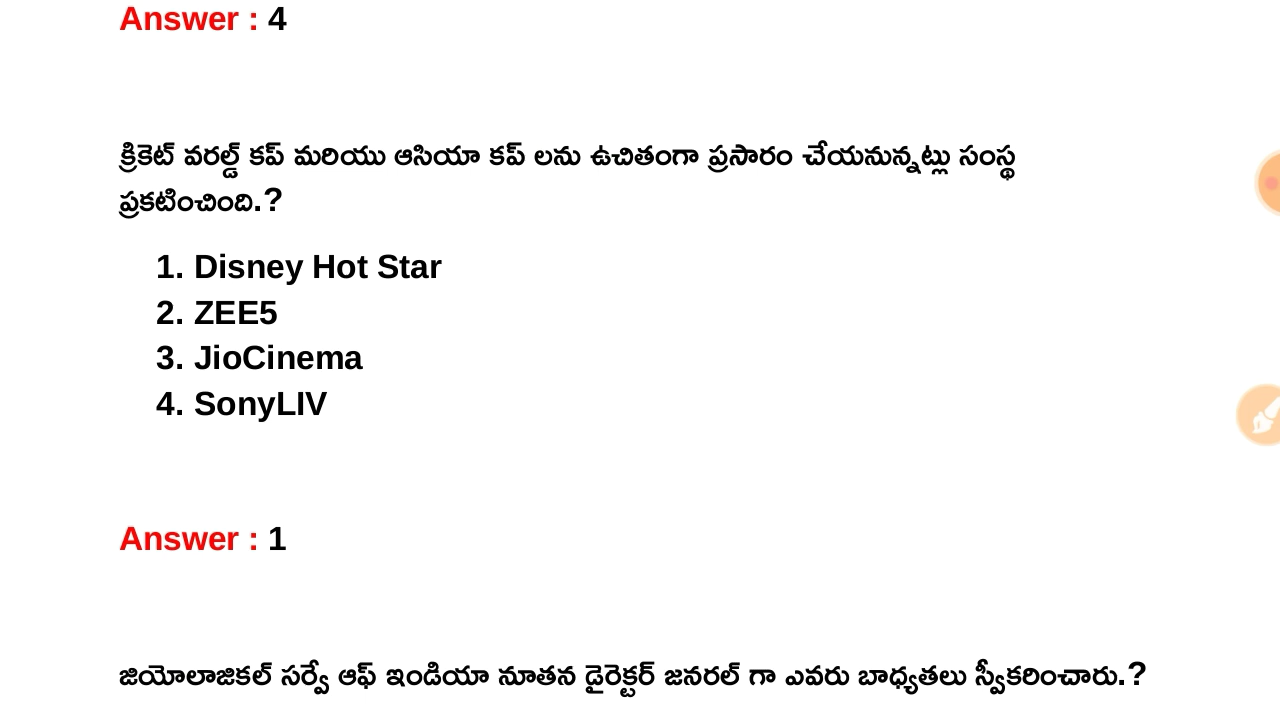 Answer : 4
క్రికెట్ వరల్డ్ కప్ మరియు ఆసియా కప్ లను ఉచితంగా ప్రసారం చేయనున్నట్లు సంస్థ
ప్రకటించింది.?
1. Disney Hot Star
2. ZEE5
3. JioCinema
4. SonyLIV
Answer : 1
జియోలాజికల్ సర్వే ఆఫ్ ఇండియా నూతన డైరెక్టర్ జనరల్ గా ఎవరు బాధ్యతలు స్వీకరించారు.?